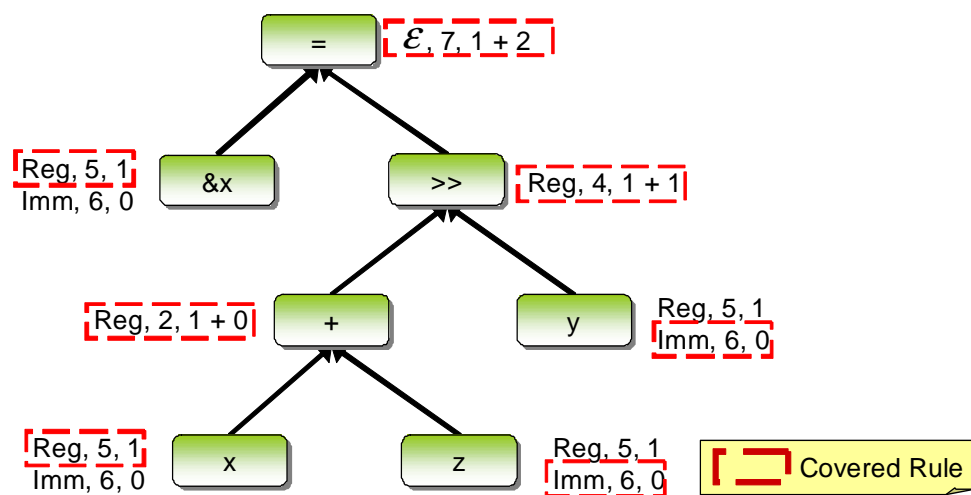 =
ℰ, 7, 1 + 2
Reg, 5, 1
Imm, 6, 0
&x
>>
Reg, 4, 1 + 1
Reg, 2, 1 + 0
+
y
Reg, 5, 1
Imm, 6, 0
Reg, 5, 1
Imm, 6, 0
x
z
Reg, 5, 1
Imm, 6, 0
Covered Rule